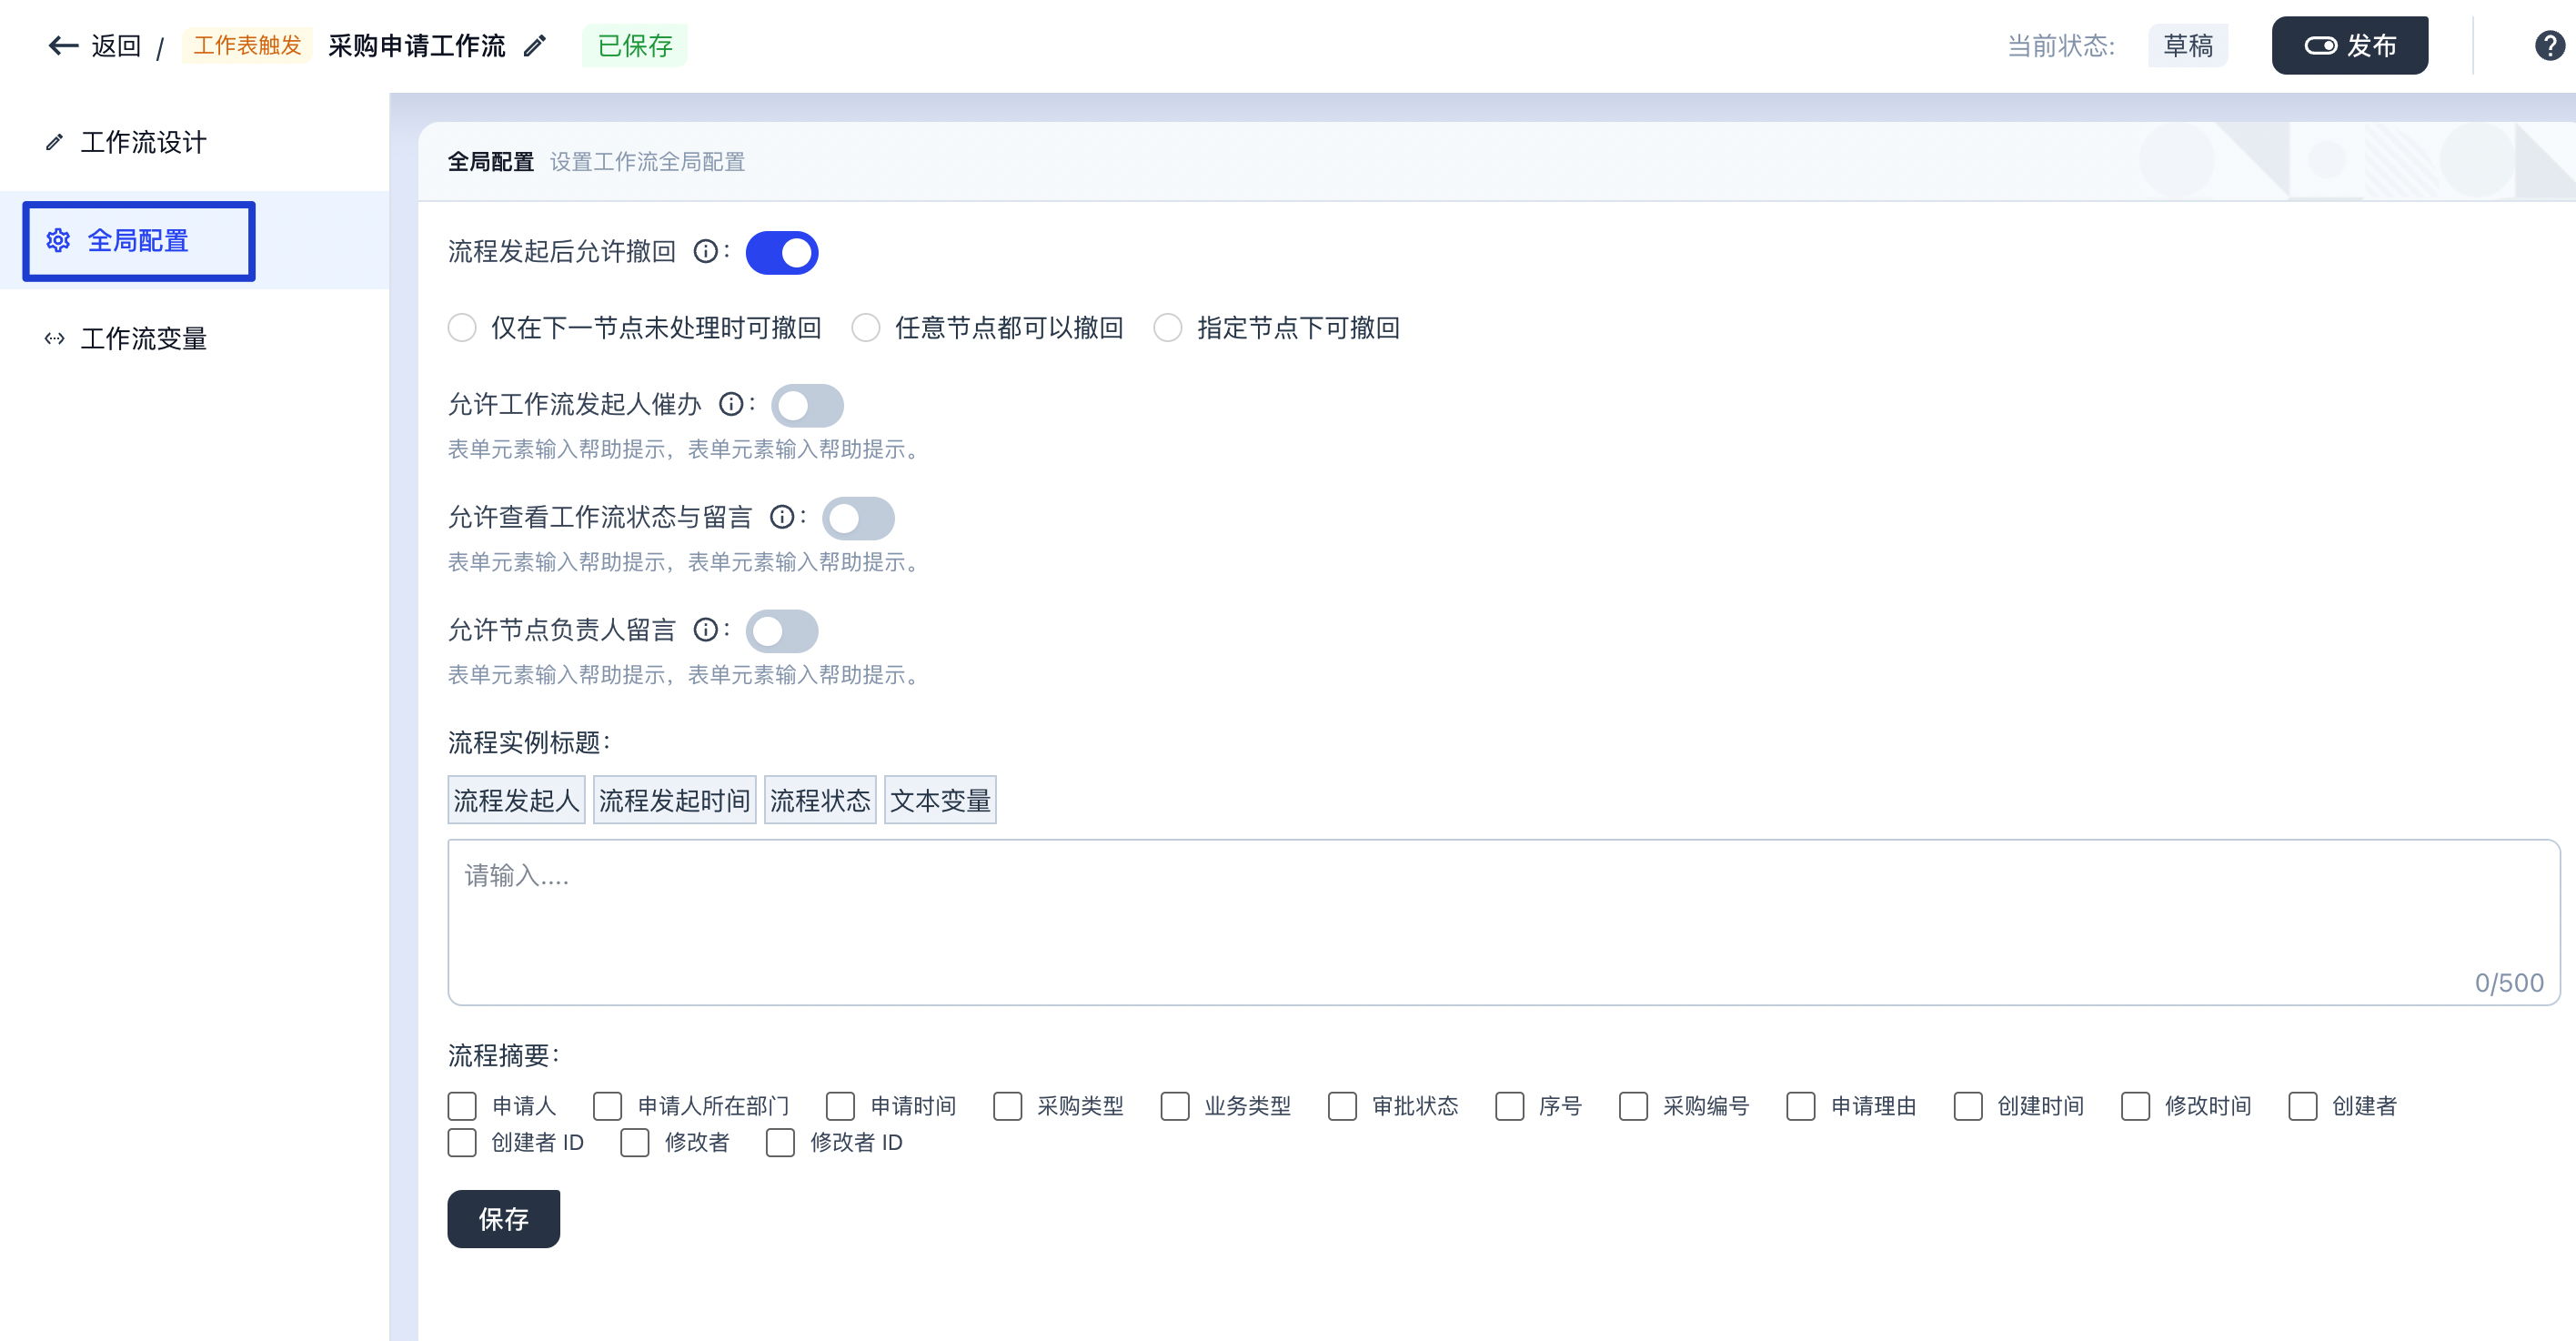 返回 / 工作表触发 采购申请工作流 已保存 当前状态: 草稿 发布
工作流设计
全局配置
工作流变量
全局配置 设置工作流全局配置
流程发起后允许撤回 :
仅在下一节点未处理时可撤回 任意节点都可以撤回 指定节点下可撤回
允许工作流发起人催办 :
表单元素输入帮助提示，表单元素输入帮助提示。
允许查看工作流状态与留言 :
表单元素输入帮助提示，表单元素输入帮助提示。
允许节点负责人留言 :
表单元素输入帮助提示，表单元素输入帮助提示。
流程实例标题:
流程发起人 流程发起时间 流程状态 文本变量
请输入....
0/500
流程摘要:
申请人 申请人所在部门 申请时间 采购类型 业务类型 审批状态 序号 采购编号 申请理由 创建时间 修改时间 创建者
创建者 ID 修改者 修改者 ID
保存